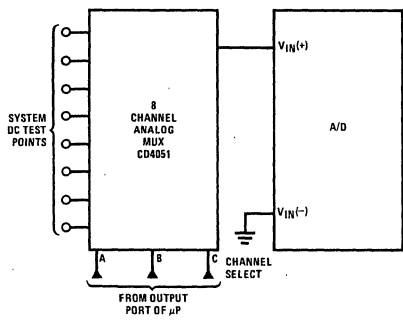 SYSTEM
DC TEST
POINTS
8
CHANNEL
ANALOG
MUX
CD4051
VIN(+)
A/D
VIN(−)
A
B
C
CHANNEL
SELECT
FROM OUTPUT
PORT OF μP